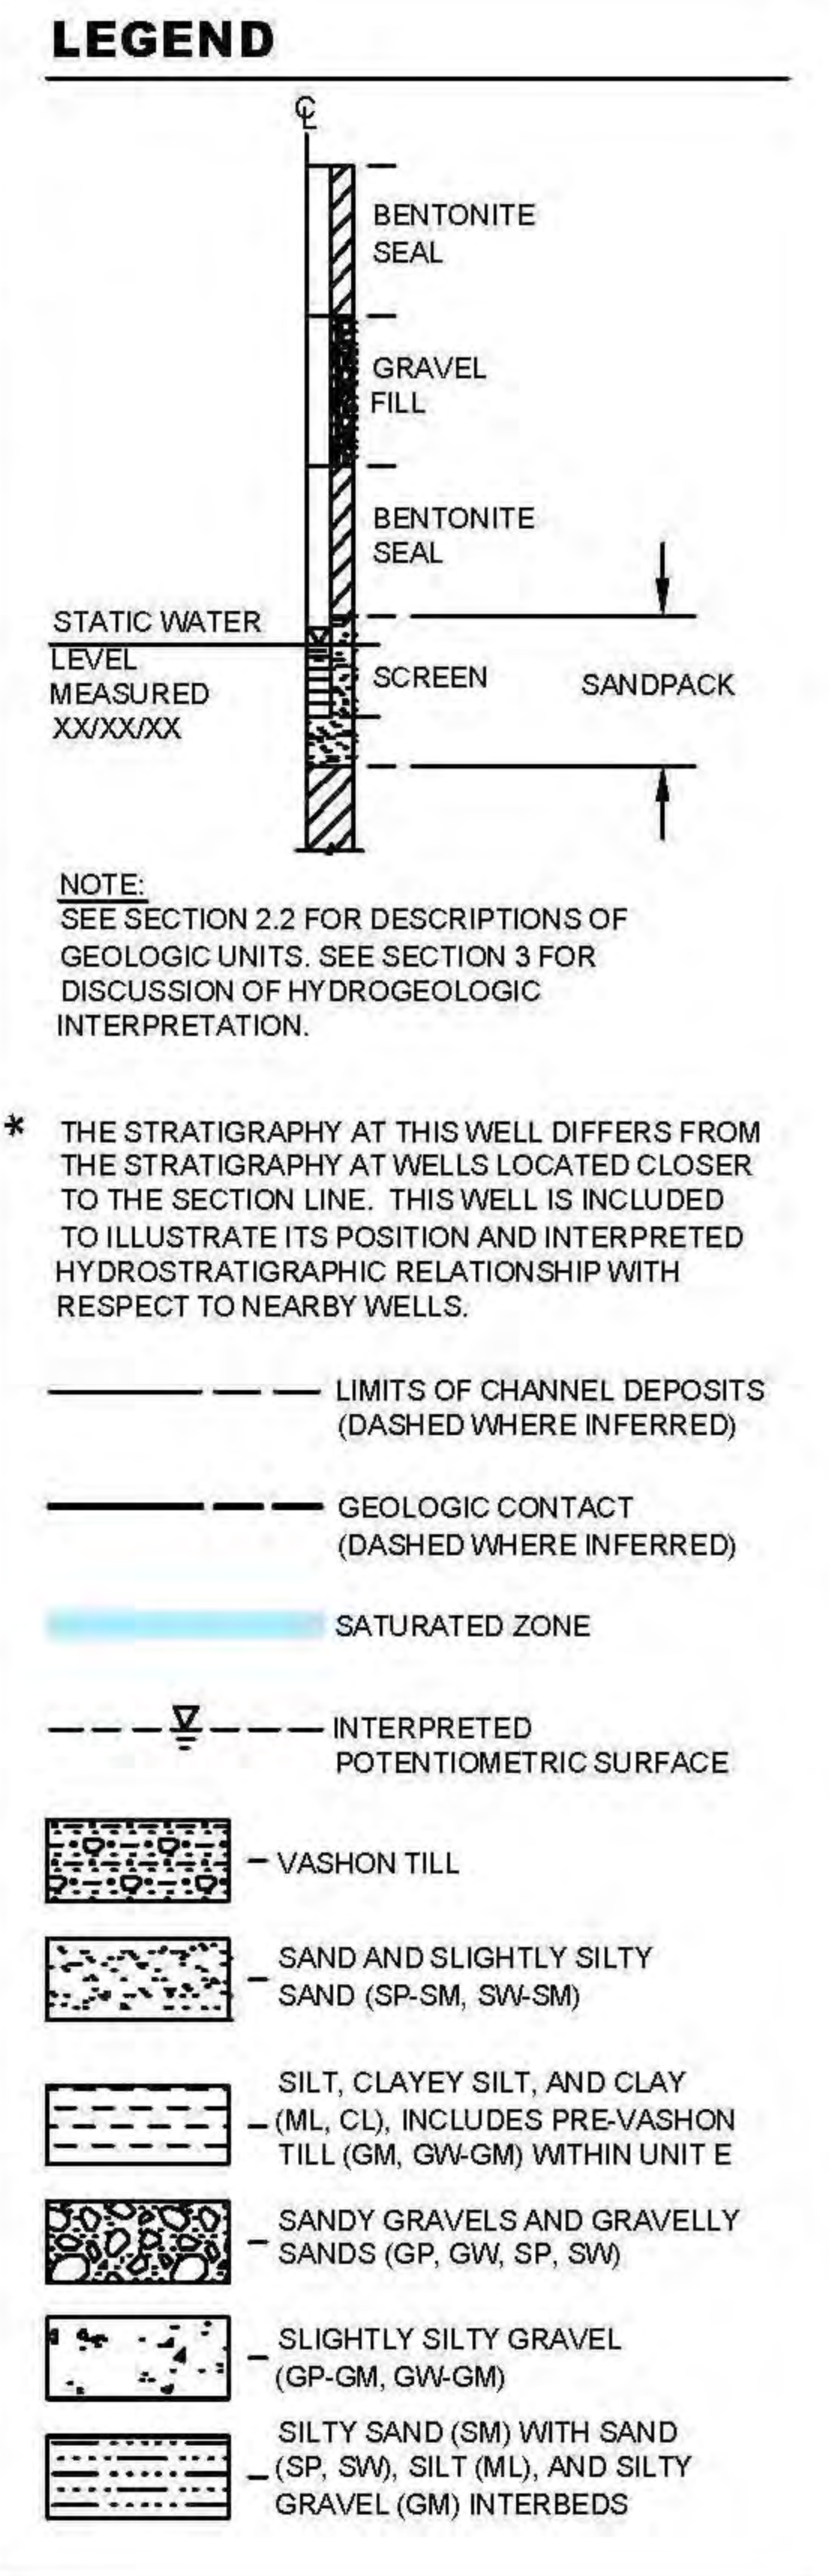 LEGEND
℄
BENTONITE
SEAL
GRAVEL
FILL
BENTONITE
SEAL
STATIC WATER
LEVEL
MEASURED
XX/XX/XX
SCREEN
SANDPACK
NOTE:
SEE SECTION 2.2 FOR DESCRIPTIONS OF
GEOLOGIC UNITS. SEE SECTION 3 FOR
DISCUSSION OF HYDROGEOLOGIC
INTERPRETATION.
* THE STRATIGRAPHY AT THIS WELL DIFFERS FROM
THE STRATIGRAPHY AT WELLS LOCATED CLOSER
TO THE SECTION LINE. THIS WELL IS INCLUDED
TO ILLUSTRATE ITS POSITION AND INTERPRETED
HYDROSTRATIGRAPHIC RELATIONSHIP WITH
RESPECT TO NEARBY WELLS.
LIMITS OF CHANNEL DEPOSITS
(DASHED WHERE INFERRED)
GEOLOGIC CONTACT
(DASHED WHERE INFERRED)
SATURATED ZONE
INTERPRETED
POTENTIOMETRIC SURFACE
VASHON TILL
SAND AND SLIGHTLY SILTY
SAND (SP-SM, SW-SM)
SILT, CLAYEY SILT, AND CLAY
(ML, CL), INCLUDES PRE-VASHON
TILL (GM, GW-GM) WITHIN UNIT E
SANDY GRAVELS AND GRAVELLY
SANDS (GP, GW, SP, SW)
SLIGHTLY SILTY GRAVEL
(GP-GM, GW-GM)
SILTY SAND (SM) WITH SAND
(SP, SW), SILT (ML), AND SILTY
GRAVEL (GM) INTERBEDS